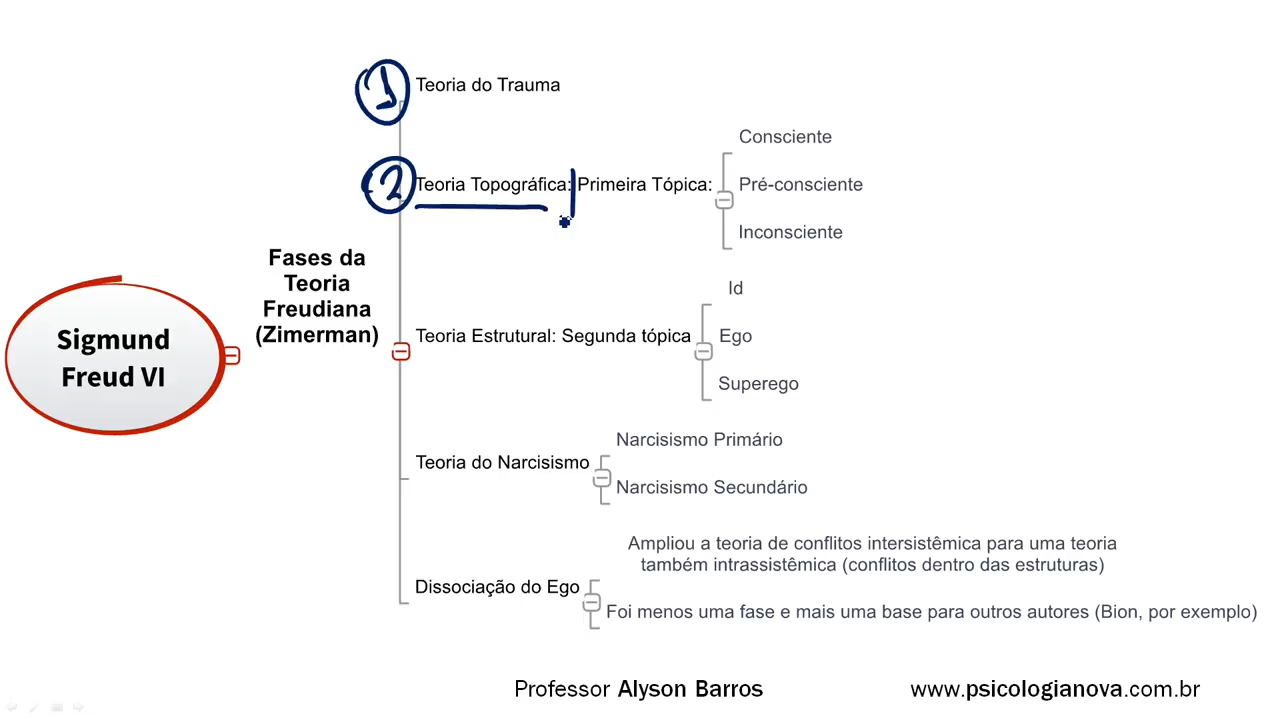 Sigmund
Freud VI
Fases da
Teoria
Freudiana
(Zimerman)
1
Teoria do Trauma
2
Teoria Topográfica: Primeira Tópica:
Consciente
Pré-consciente
Inconsciente
Teoria Estrutural: Segunda tópica
Id
Ego
Superego
Teoria do Narcisismo
Narcisismo Primário
Narcisismo Secundário
Dissociação do Ego
Ampliou a teoria de conflitos intersistêmica para uma teoria
também intrassistêmica (conflitos dentro das estruturas)
Foi menos uma fase e mais uma base para outros autores (Bion, por exemplo)
Professor Alyson Barros
www.psicologianova.com.br